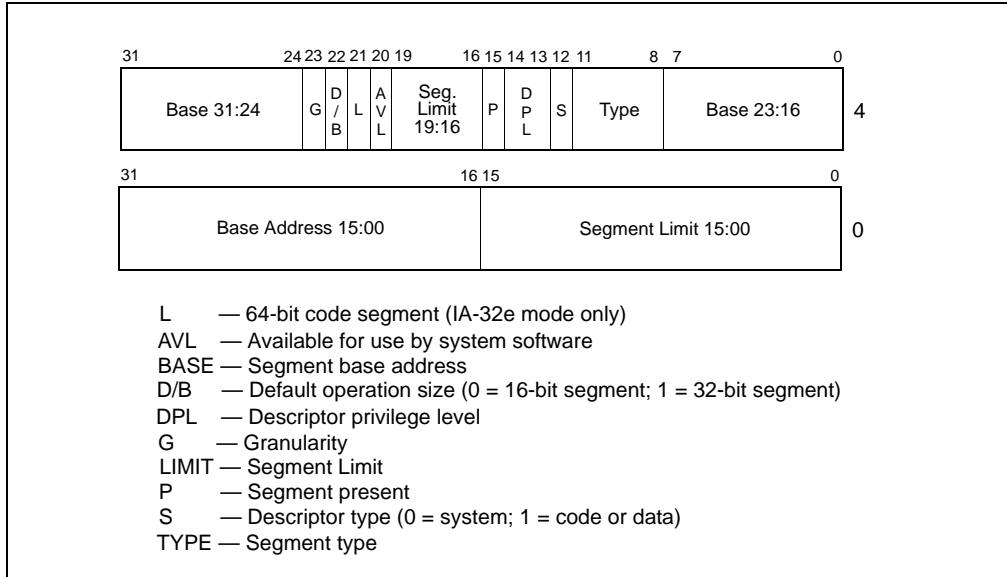 31 24 23 22 21 20 19 16 15 14 13 12 11 8 7 0
Base 31:24 G D/B L AVL Seg. Limit 19:16 P DPL S Type Base 23:16 4
31 16 15 0
Base Address 15:00 Segment Limit 15:00 0
L — 64-bit code segment (IA-32e mode only)
AVL — Available for use by system software
BASE — Segment base address
D/B — Default operation size (0 = 16-bit segment; 1 = 32-bit segment)
DPL — Descriptor privilege level
G — Granularity
LIMIT — Segment Limit
P — Segment present
S — Descriptor type (0 = system; 1 = code or data)
TYPE — Segment type